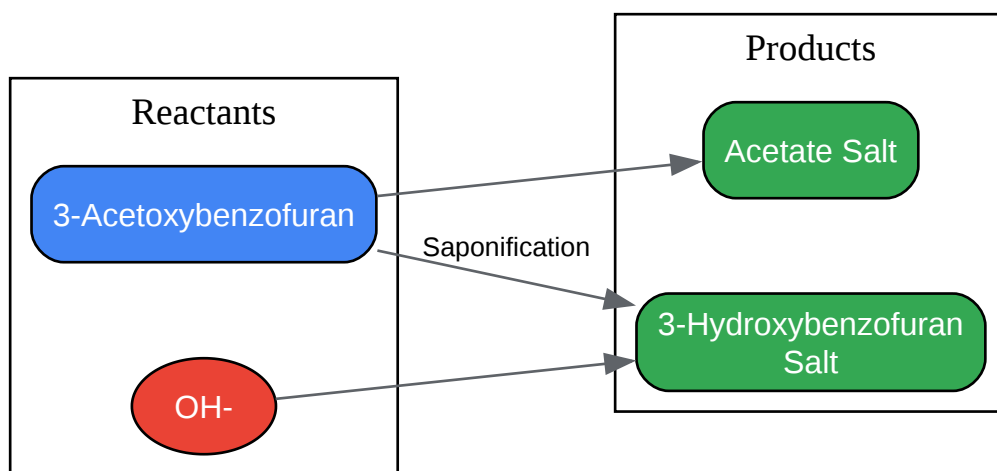 Products
Reactants
Acetate Salt
3-Acetoxybenzofuran
Saponification
3-Hydroxybenzofuran
Salt
OH-